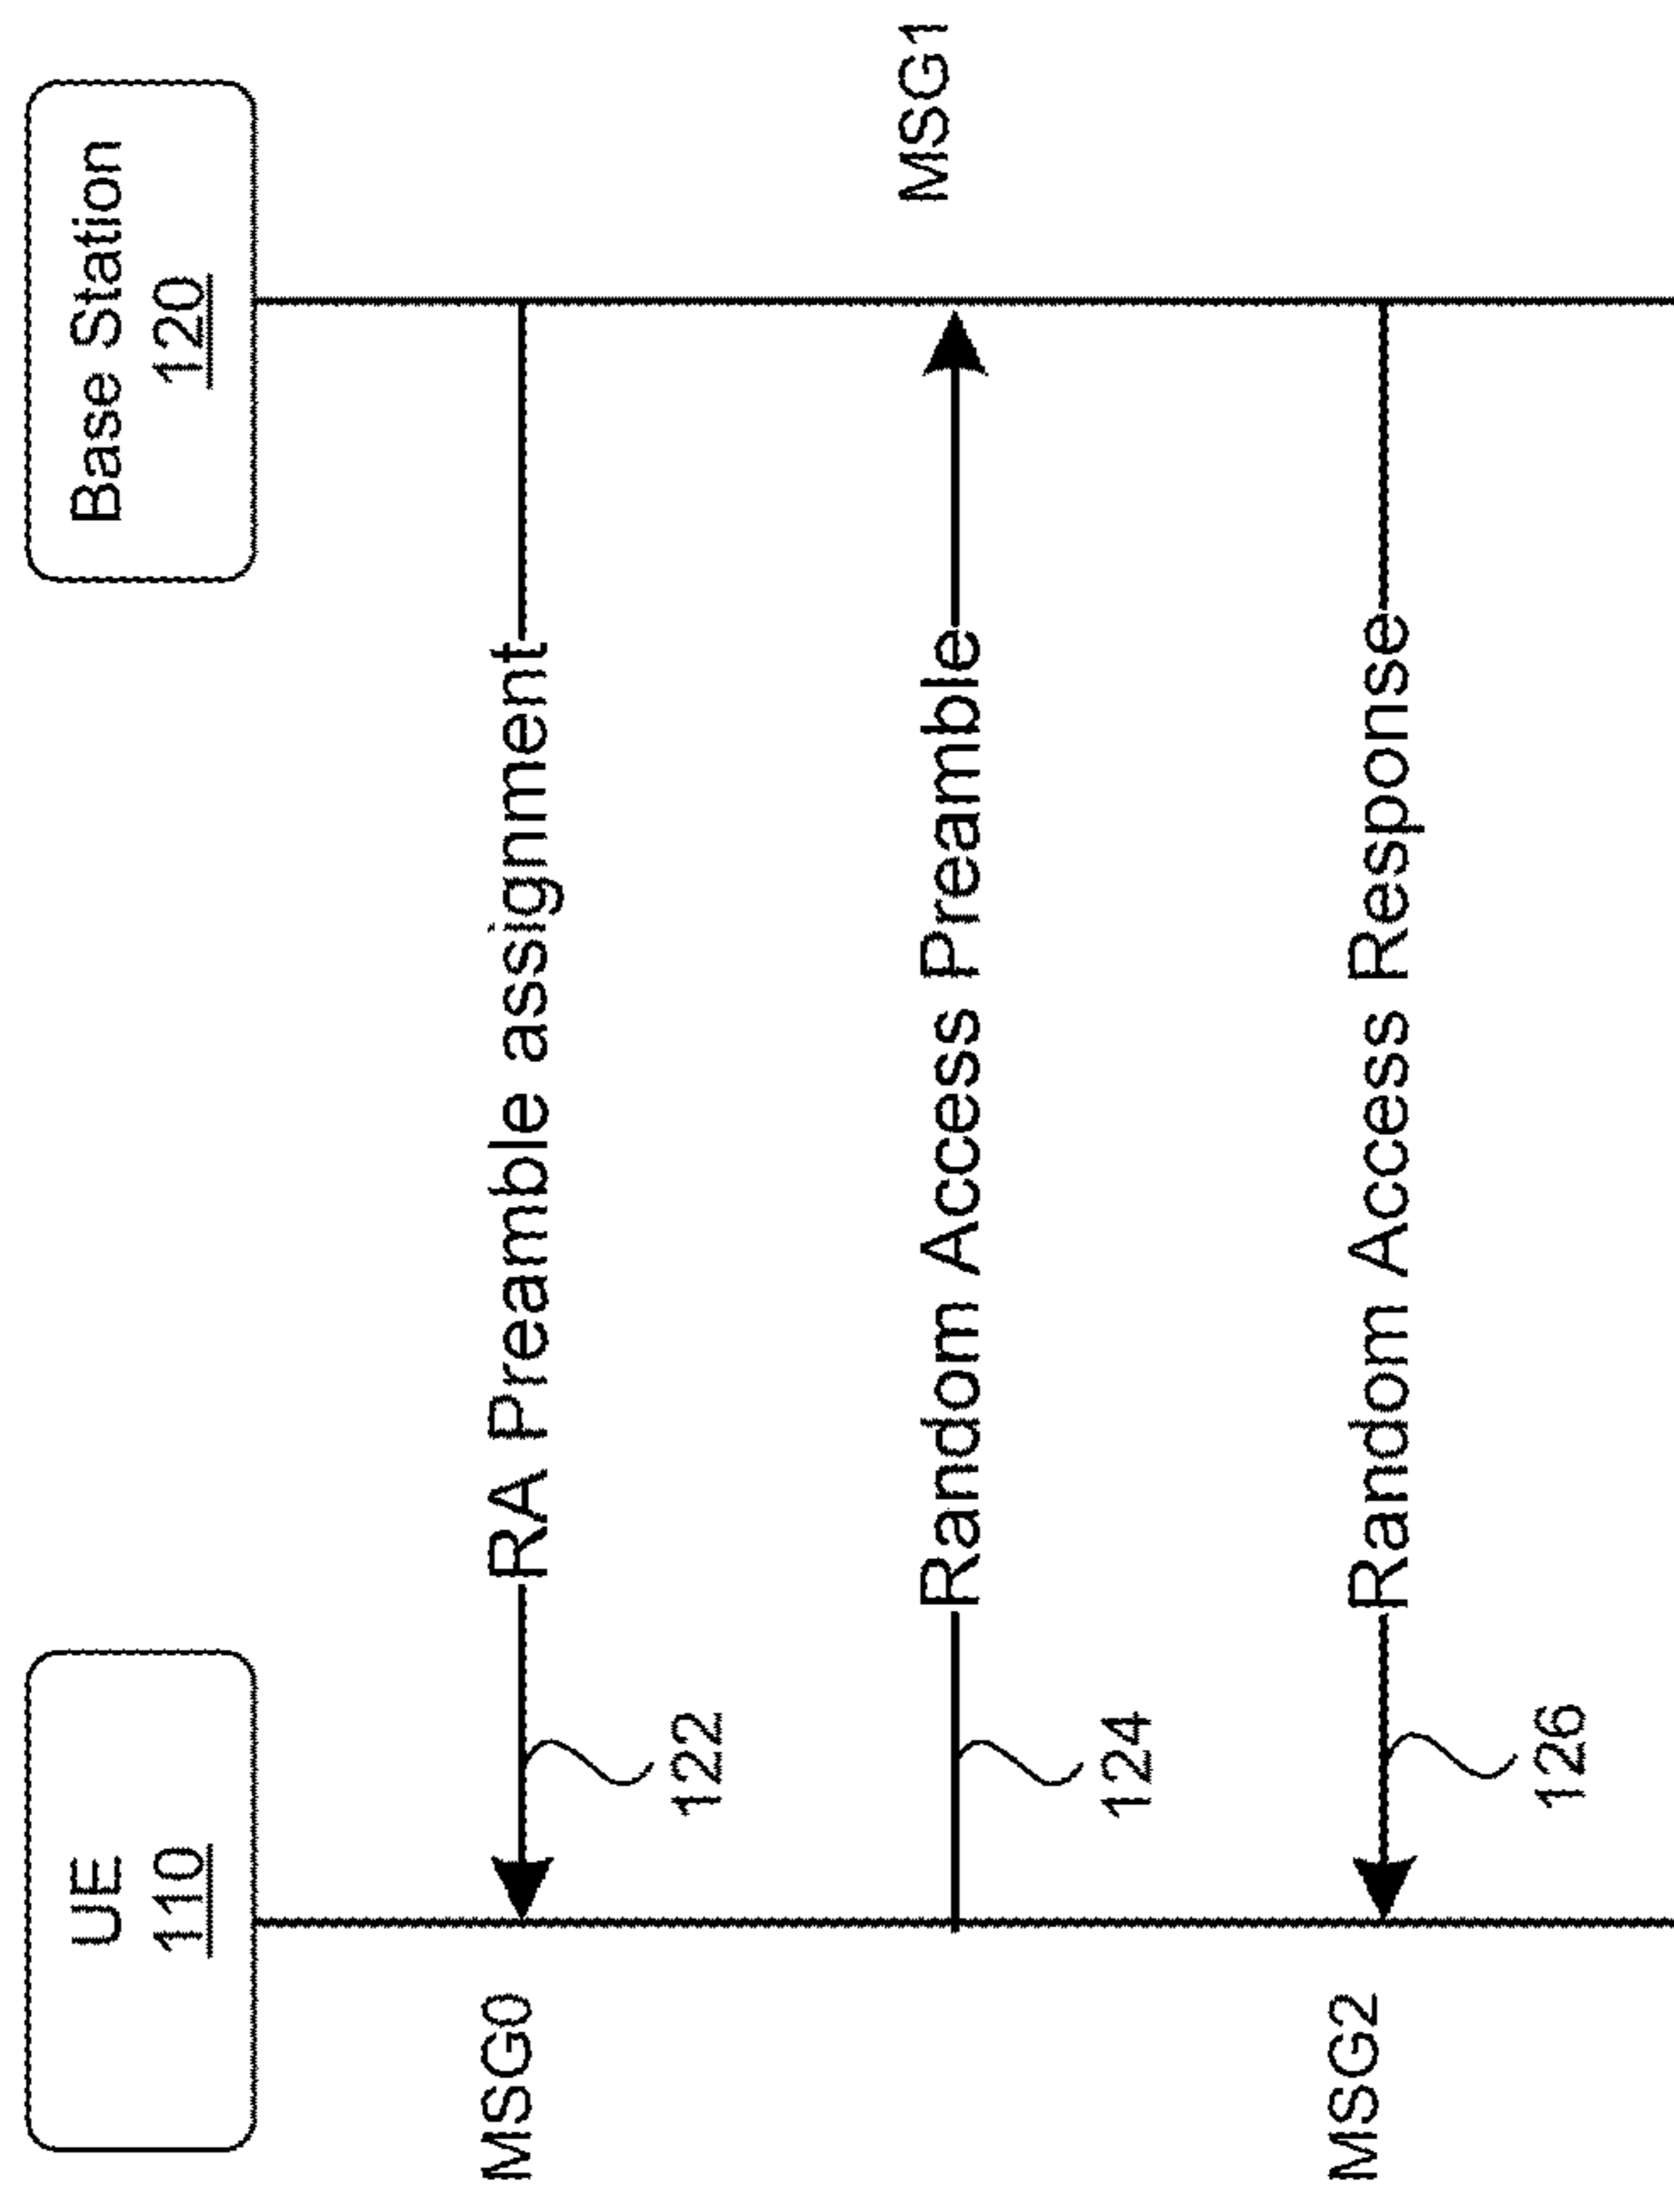 UE
110
Base Station
120
MSG0
RA Preamble assignment
122
Random Access Preamble
MSG1
124
MSG2
Random Access Response
126